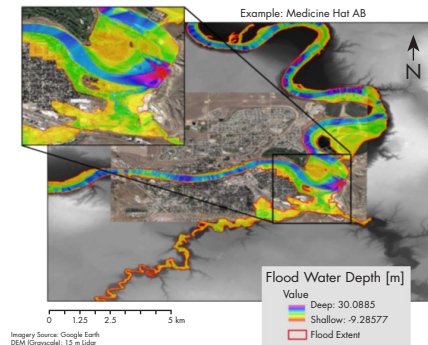 Example: Medicine Hat AB
N
Flood Water Depth [m]
Value
Deep: 30.0885
Shallow: -9.28577
Flood Extent
0 1.25 2.5 5 km
Imagery Source: Google Earth
DEM (Grayscale): 15 m Lidar